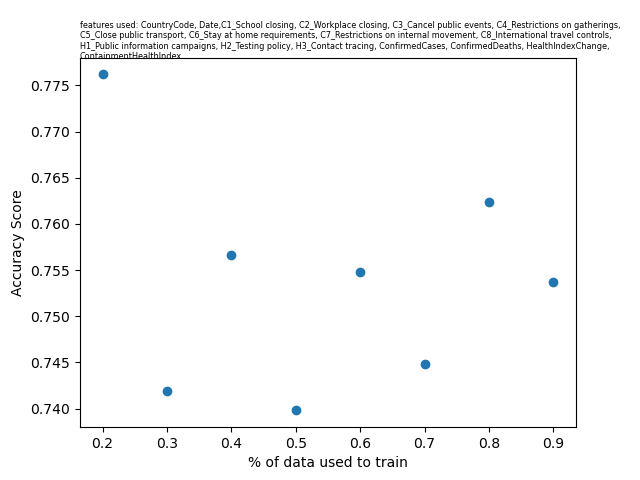 features used: CountryCode, Date,C1_School closing, C2_Workplace closing, C3_Cancel public events, C4_Restrictions on gatherings,
C5_Close public transport, C6_Stay at home requirements, C7_Restrictions on internal movement, C8_International travel controls,
H1_Public information campaigns, H2_Testing policy, H3_Contact tracing, ConfirmedCases, ConfirmedDeaths, HealthIndexChange,
ContainmentHealthIndex
0.775
0.770
0.765
0.760
0.755
0.750
0.745
0.740
Accuracy Score
0.2 0.3 0.4 0.5 0.6 0.7 0.8 0.9
% of data used to train